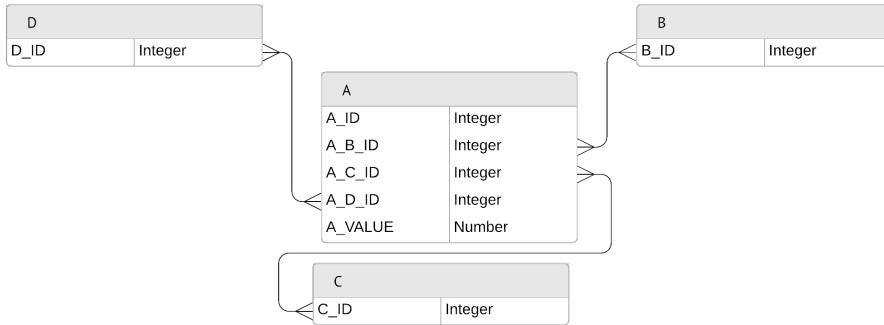 D
D_ID Integer
B
B_ID Integer
A
A_ID Integer
A_B_ID Integer
A_C_ID Integer
A_D_ID Integer
A_VALUE Number
C
C_ID Integer